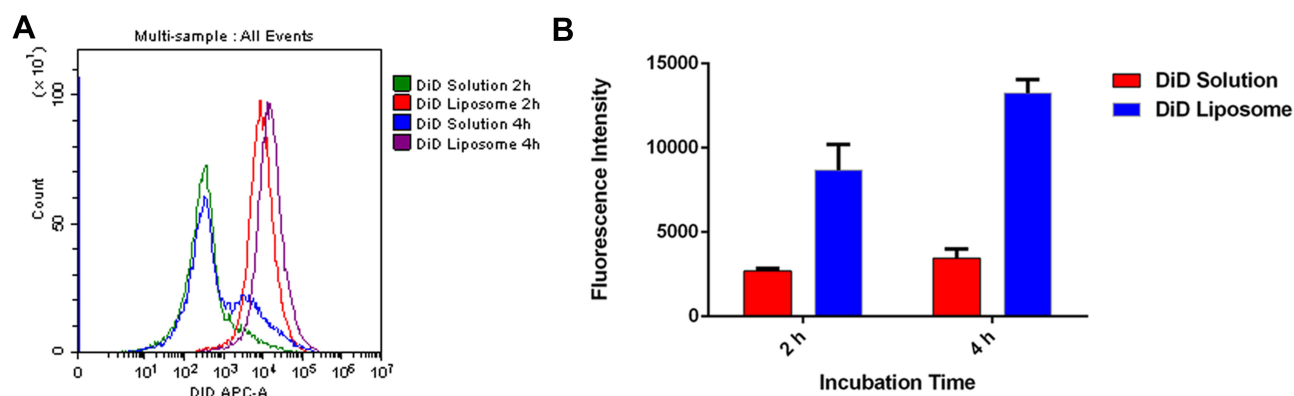 A
Multi-sample : All Events
(×10¹)
100
50
0
Count
0 10¹ 10² 10³ 10⁴ 10⁵ 10⁶ 10⁷
DID APC-A
DiD Solution 2h
DiD Liposome 2h
DiD Solution 4h
DiD Liposome 4h
B
15000
10000
5000
0
Fluorescence Intensity
2 h
4 h
Incubation Time
DiD Solution
DiD Liposome